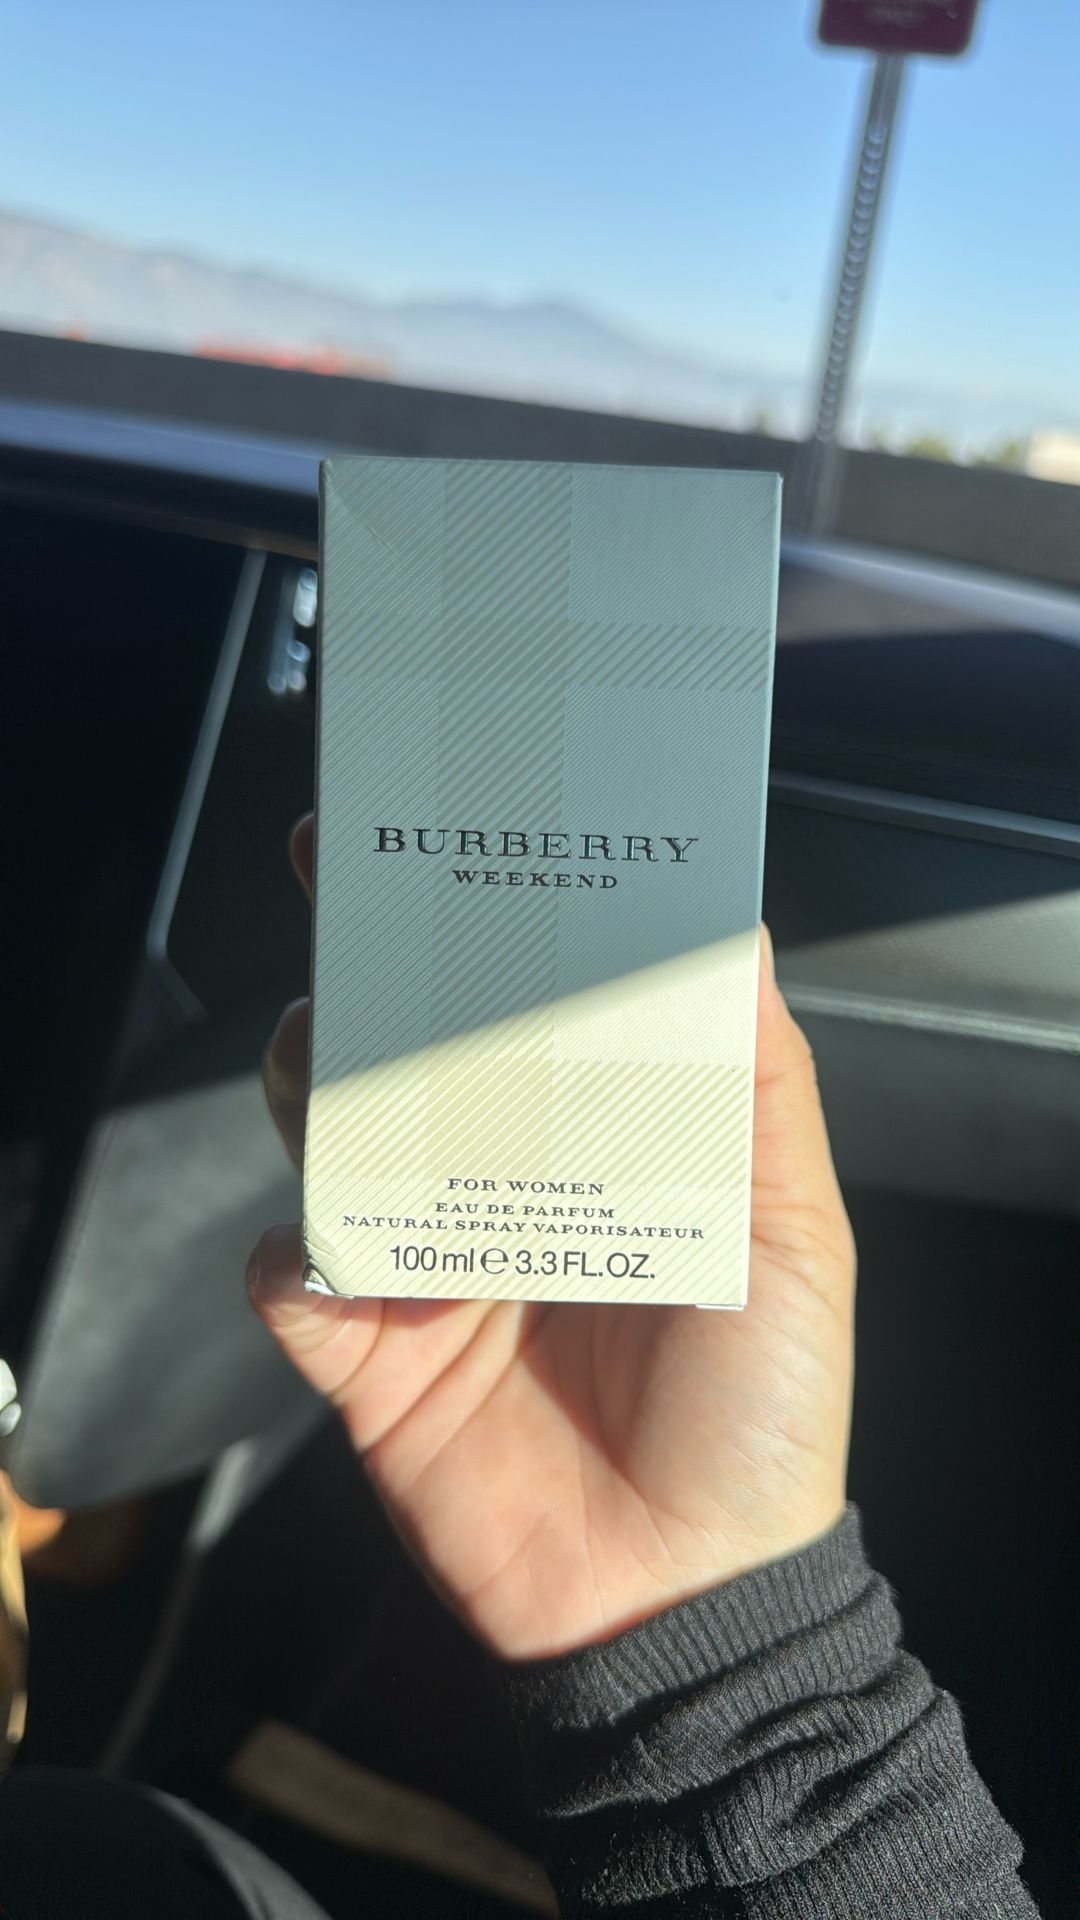 BURBERRY
WEEKEND
FOR WOMEN
EAU DE PARFUM
NATURAL SPRAY VAPORISATEUR
100 ml ℮ 3.3 FL.OZ.